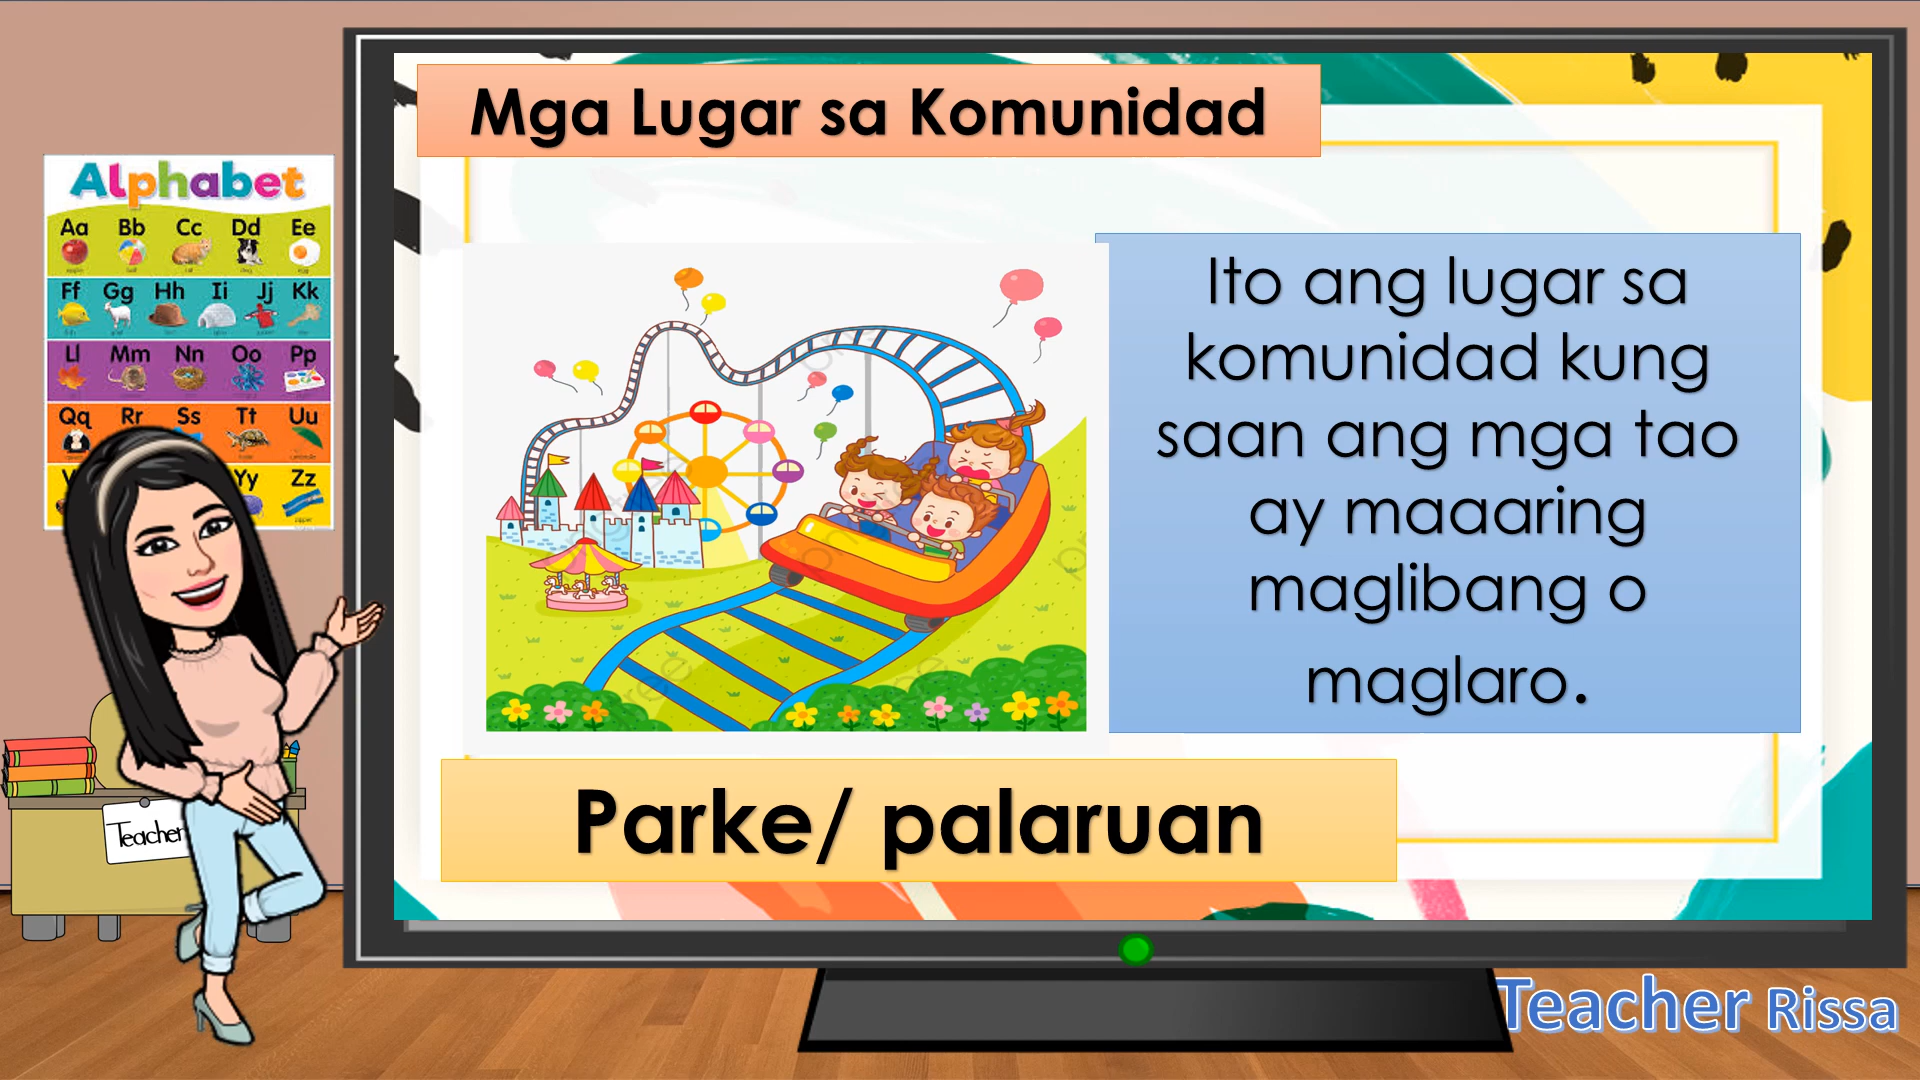 Mga Lugar sa Komunidad
Alphabet
Aa Bb Cc Dd Ee
Ff Gg Hh Ii Jj Kk
Ll Mm Nn Oo Pp
Qq Rr Ss Tt Uu
Yy Zz
Ito ang lugar sa
komunidad kung
saan ang mga tao
ay maaaring
maglibang o
maglaro.
Parke/ palaruan
Teacher
Teacher Rissa